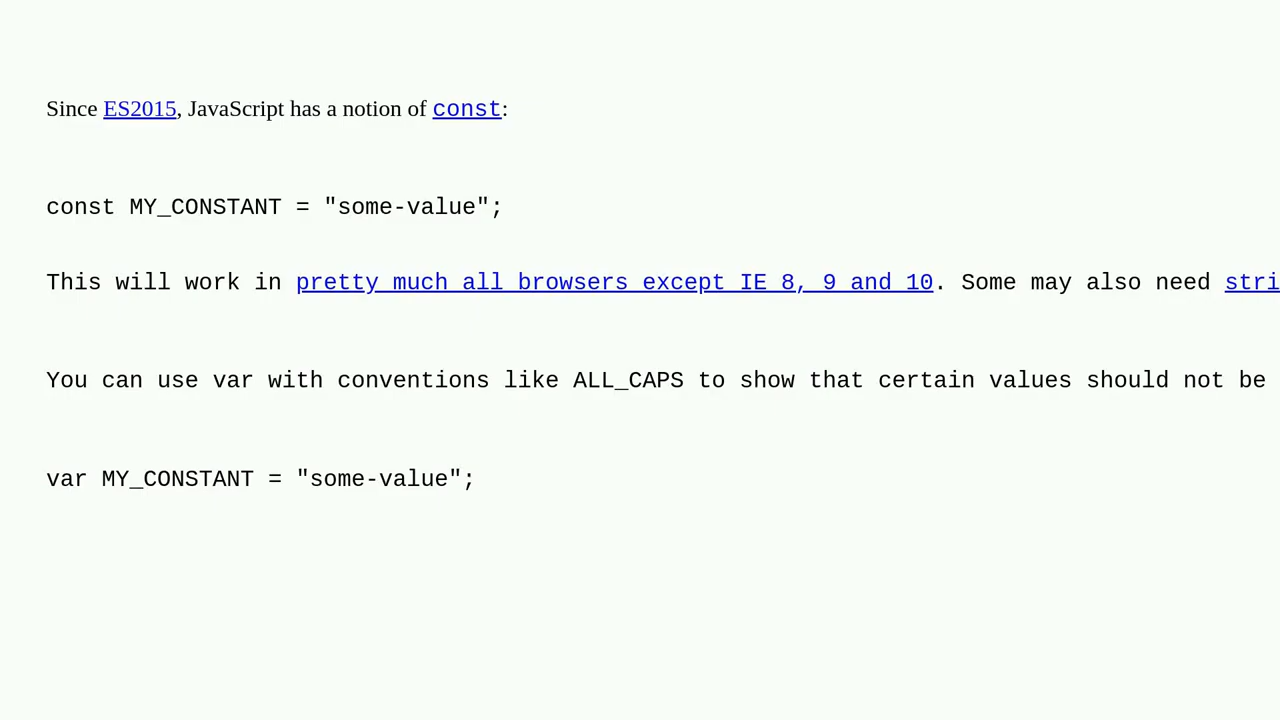 Since ES2015, JavaScript has a notion of const:
const MY_CONSTANT = "some-value";
This will work in pretty much all browsers except IE 8, 9 and 10. Some may also need
You can use var with conventions like ALL_CAPS to show that certain values should not be
var MY_CONSTANT = "some-value";